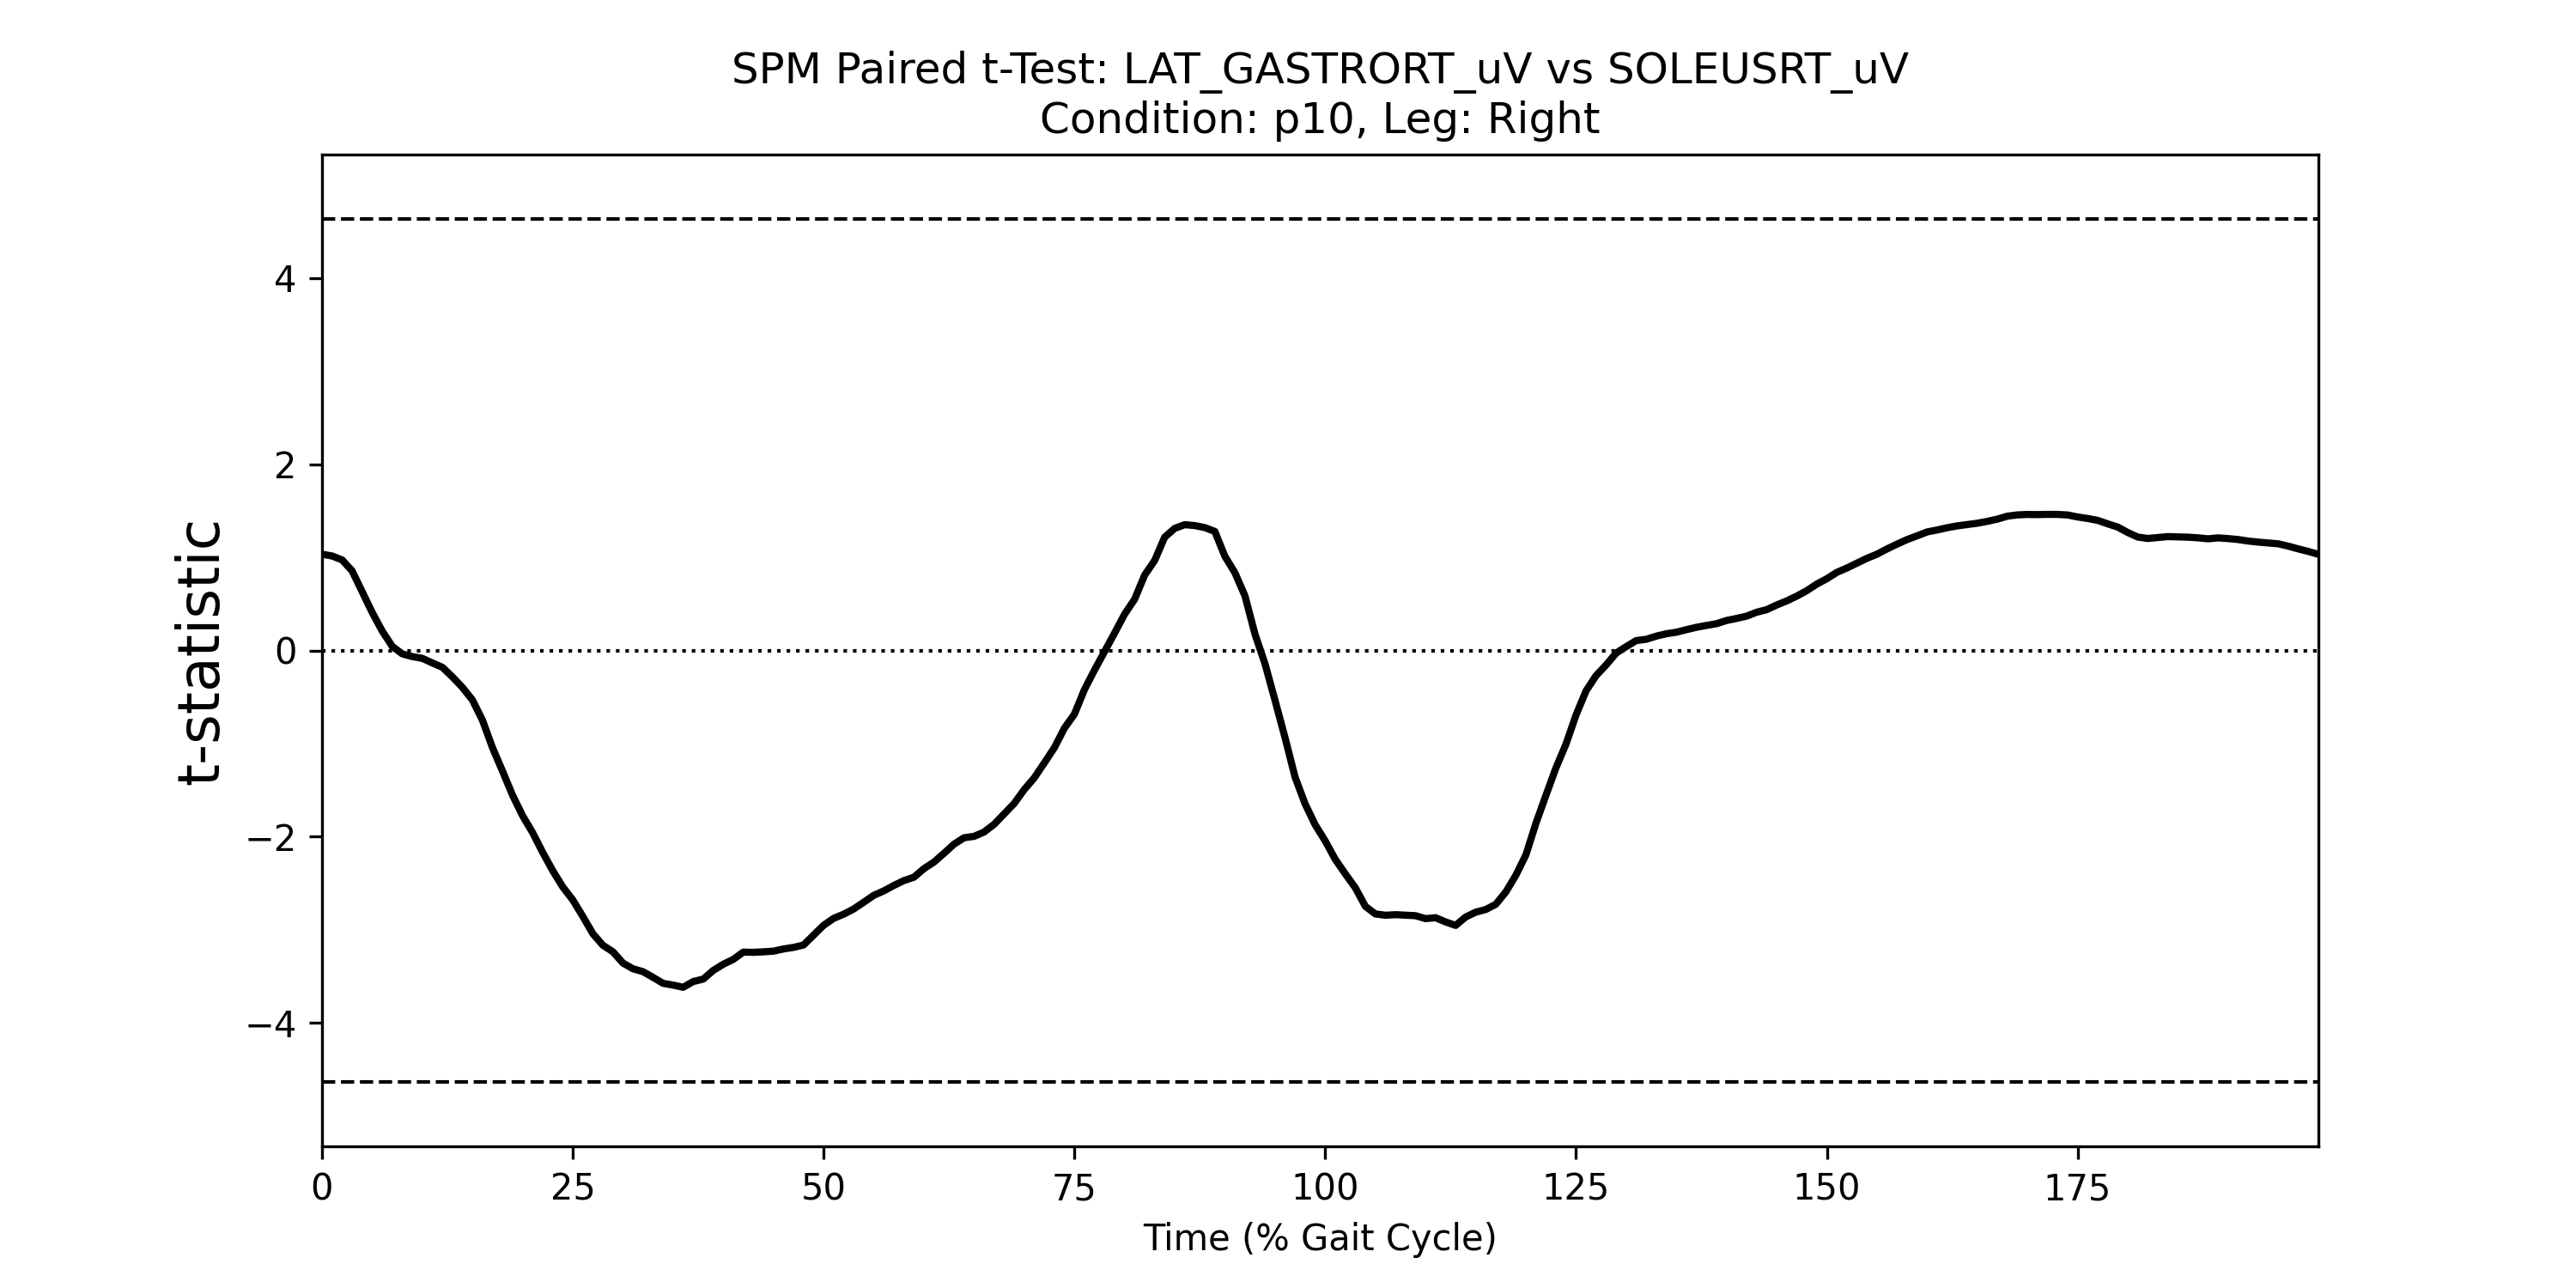 SPM Paired t-Test: LAT_GASTRORT_uV vs SOLEUSRT_uV
Condition: p10, Leg: Right
t-statistic
4
2
0
−2
−4
0 25 50 75 100 125 150 175
Time (% Gait Cycle)